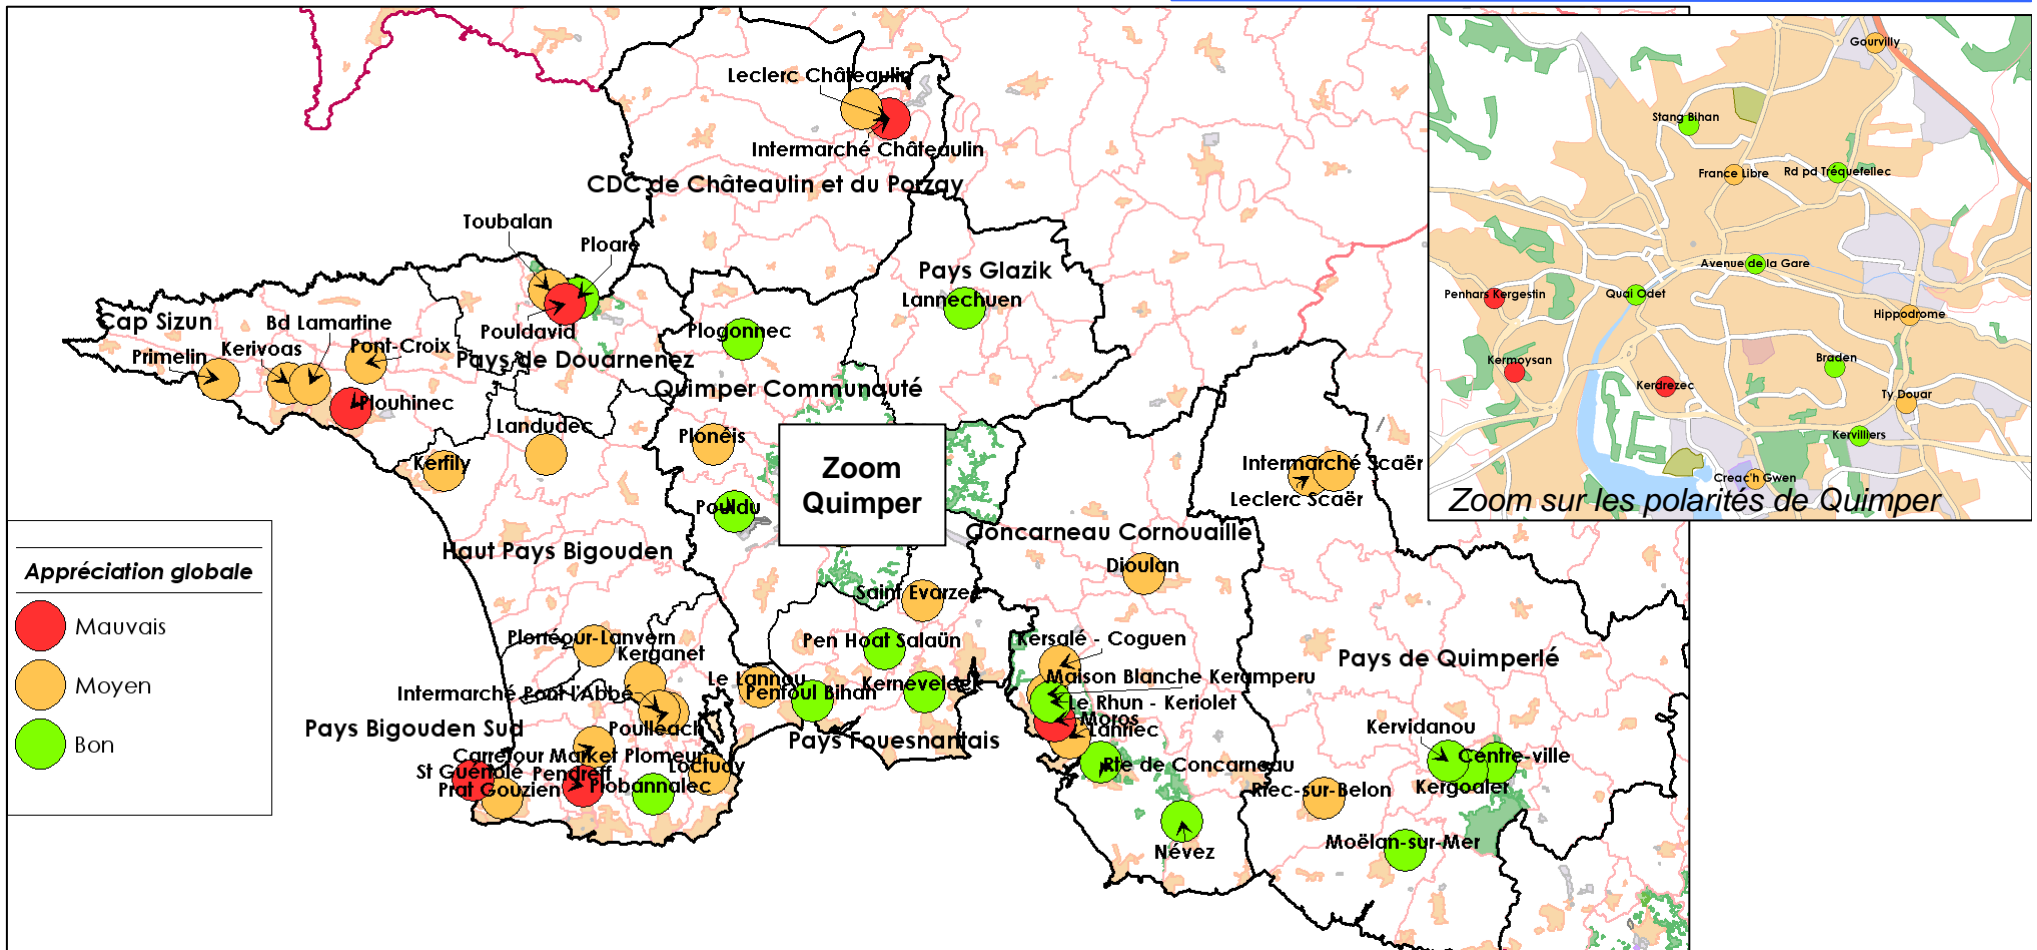 Leclerc Châteaulin
Intermarché Châteaulin
CDC de Châteaulin et du Porzay
Toubalan
Ploaré
Pouldavid
Pays de Douarnenez
Cap Sizun
Bd Lamartine
Primelin
Kerivoas
Pont-Croix
Plouhinec
Pays Glazik
Lannechuen
Plogonnec
Quimper Communauté
Landudec
Kerfily
Plonéis
Pouldu
Zoom
Quimper
Haut Pays Bigouden
Intermarché Scaër
Leclerc Scaër
Concarneau Cornouaille
Dioulan
Saint Evarzec
Pen Hoat Salaün
Plonéour-Lanvern
Kerganet
Le Lannou
Pentoul Bihan
Kerneveleck
Intermarché Pont l'Abbé
Poulleach
Pays Bigouden Sud
Carrefour Market Plomeur
Loctudy
St Guénolé
Pendreff
Prat Gouzien
Plobannalec
Pays Fouesnantais
Kersalé - Coguen
Maison Blanche Keramperu
Le Rhun - Keriolet
Moros
Lanriec
Rte de Concarneau
Névez
Pays de Quimperlé
Kervidanou
Centre-ville
Kergoaler
Riec-sur-Belon
Moëlan-sur-Mer
Appréciation globale
Mauvais
Moyen
Bon
Gourvilly
Stang Bihan
France Libre
Rd pd Tréquefellec
Avenue de la Gare
Penhars Kergestin
Quai Odet
Hippodrome
Kermoysan
Braden
Kerdrezec
Ty Douar
Kervilliers
Creac'h Gwen
Zoom sur les polarités de Quimper